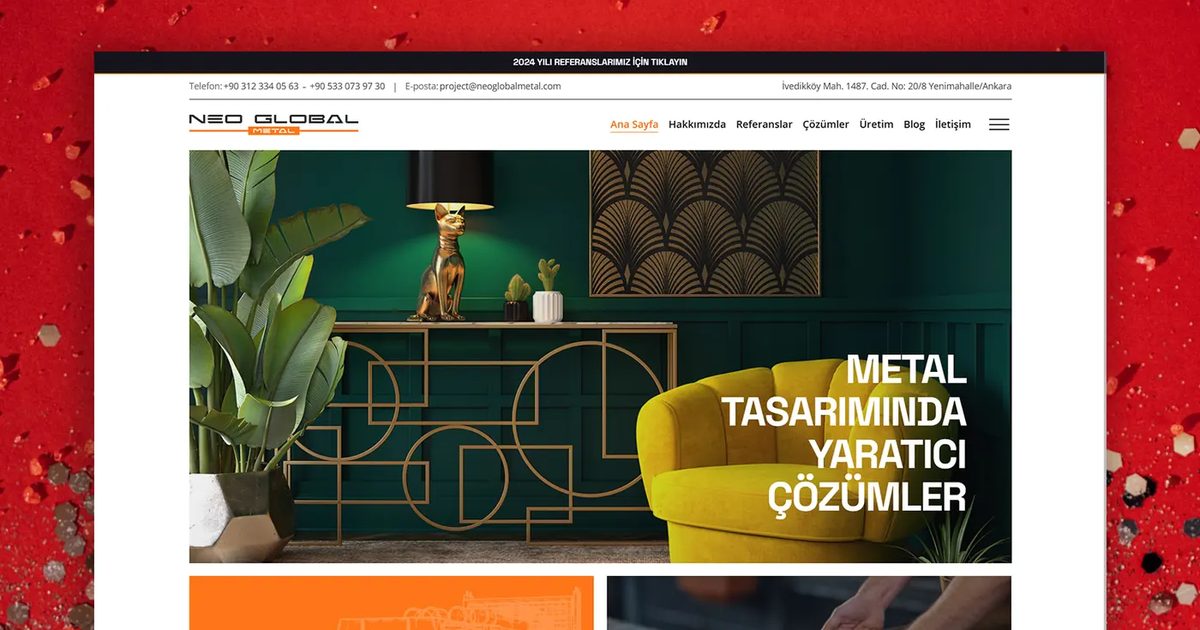 2024 YILI REFERANSLARIMIZ İÇİN TIKLAYIN
Telefon: +90 312 334 05 63 - +90 533 073 97 30 | E-posta: project@neoglobalmetal.com
İvedikköy Mah. 1487. Cad. No: 20/8 Yenimahalle/Ankara
NEO GLOBAL
METAL
Ana Sayfa Hakkımızda Referanslar Çözümler Üretim Blog İletişim
METAL
TASARIMINDA
YARATICI
ÇÖZÜMLER